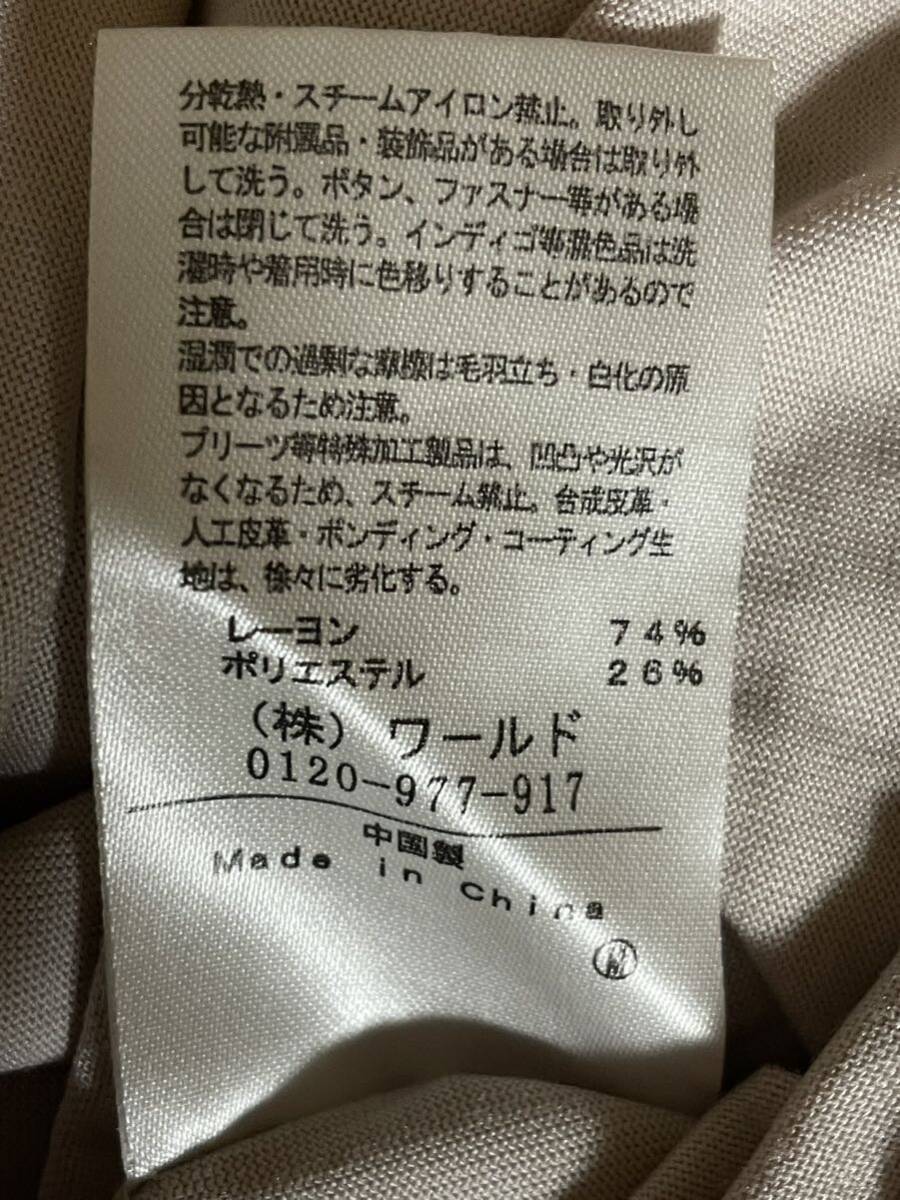 分乾熱・スチームアイロン禁止。取り外し
可能な附属品・装飾品がある場合は取り外
して洗う。ボタン、ファスナー等がある場
合は閉じて洗う。インディゴ等濃色品は洗
濯時や着用時に色移りすることがあるので
注意。
湿潤での過剰な摩擦は毛羽立ち・白化の原
因となるため注意。
プリーツ等特殊加工製品は、凹凸や光沢が
なくなるため、スチーム禁止。合成皮革・
人工皮革・ボンディング・コーティング生
地は、徐々に劣化する。
レーヨン 74%
ポリエステル 26%
(株) ワールド
0120-977-917
中国製
Made in China